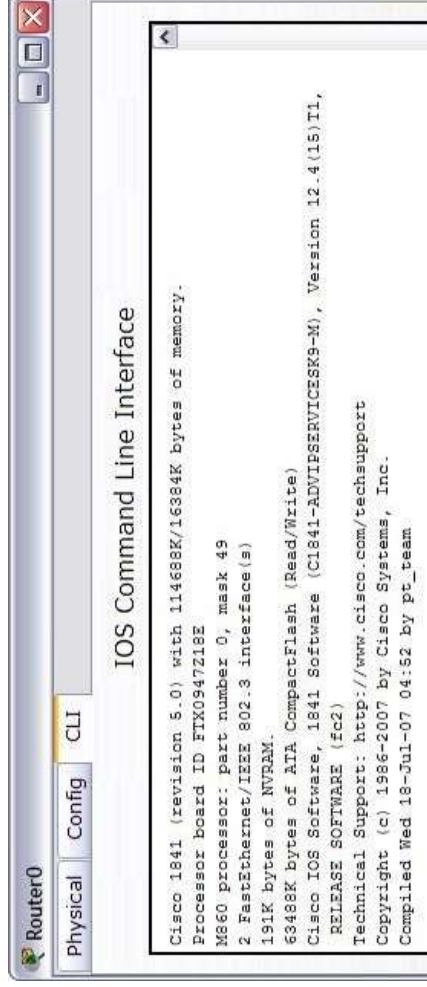 Router0
Physical Config CLI
IOS Command Line Interface
Cisco 1841 (revision 5.0) with 114688K/16384K bytes of memory.
Processor board ID FTX0947Z18E
M860 processor: part number 0, mask 49
2 FastEthernet/IEEE 802.3 interface(s)
191K bytes of NVRAM.
63488K bytes of ATA CompactFlash (Read/Write)
Cisco IOS Software, 1841 Software (C1841-ADVIPSERVICESK9-M), Version 12.4(15)T1,
RELEASE SOFTWARE (fc2)
Technical Support: http://www.cisco.com/techsupport
Copyright (c) 1986-2007 by Cisco Systems, Inc.
Compiled Wed 18-Jul-07 04:52 by pt_team